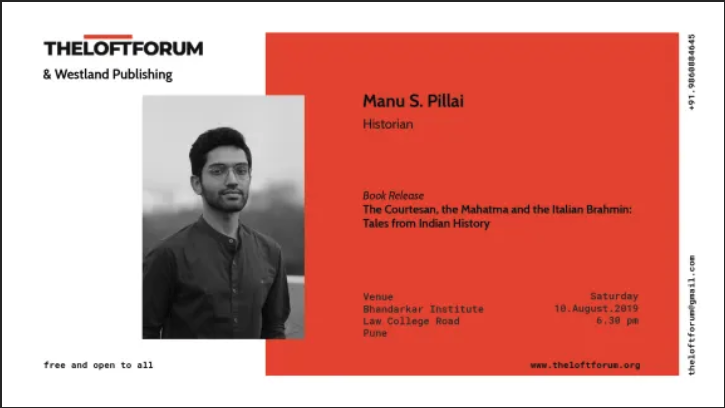 THELOFTFORUM
& Westland Publishing
Manu S. Pillai
Historian
Book Release
The Courtesan, the Mahatma and the Italian Brahmin:
Tales from Indian History
Venue
Bhandarkar Institute
Law College Road
Pune
Saturday
10.August.2019
6.30 pm
free and open to all
www.theloftforum.org
+91.9860884645
theloftforum@gmail.com